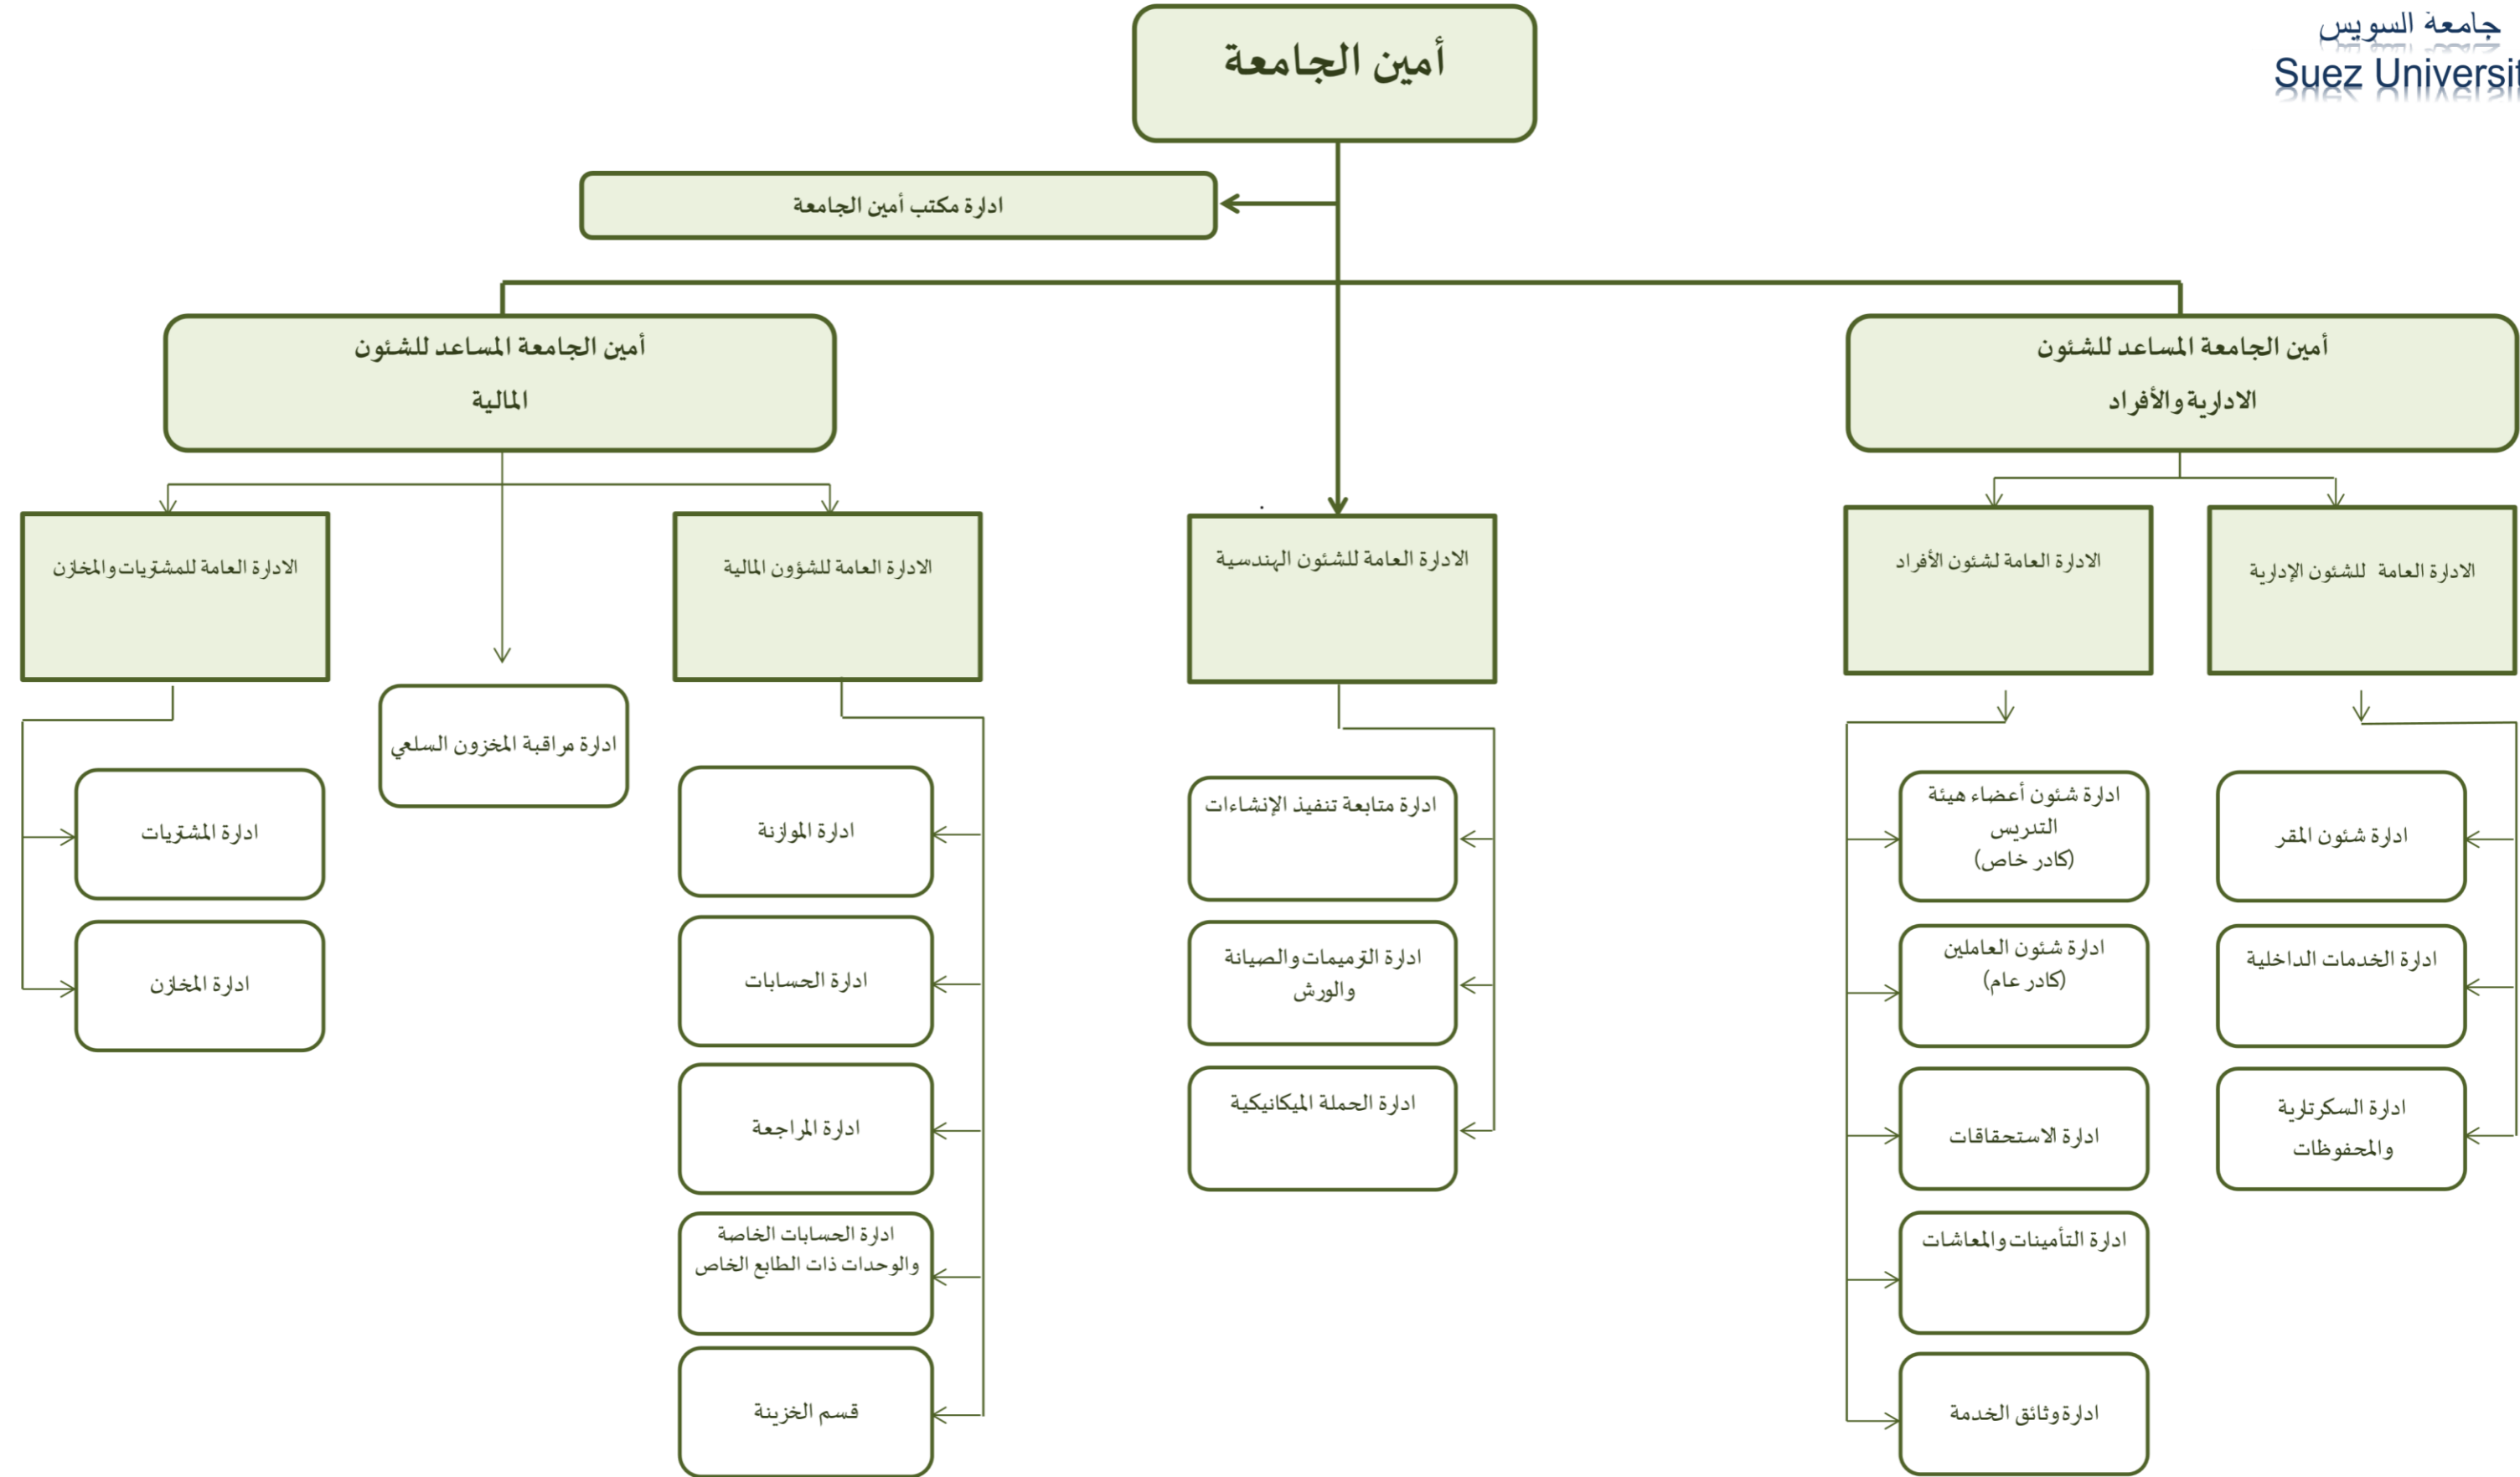 جامعة السويس
Suez Universit
أمين الجامعة
ادارة مكتب أمين الجامعة
أمين الجامعة المساعد للشئون
الادارية والأفراد
أمين الجامعة المساعد للشئون
المالية
الادارة العامة للشئون الإدارية
الادارة العامة لشئون الأفراد
الادارة العامة للشئون الهندسية
الادارة العامة للشؤون المالية
الادارة العامة للمشتريات والمخازن
ادارة شئون المقر
ادارة الخدمات الداخلية
ادارة السكرتارية
والمحفوظات
ادارة شئون أعضاء هيئة
التدريس
(كادر خاص)
ادارة شئون العاملين
(كادر عام)
ادارة الاستحقاقات
ادارة التأمينات والمعاشات
ادارة وثائق الخدمة
ادارة متابعة تنفيذ الإنشاءات
ادارة الترميمات والصيانة
والورش
ادارة الحملة الميكانيكية
ادارة الموازنة
ادارة الحسابات
ادارة المراجعة
ادارة الحسابات الخاصة
والوحدات ذات الطابع الخاص
قسم الخزينة
ادارة مراقبة المخزون السلعي
ادارة المشتريات
ادارة المخازن